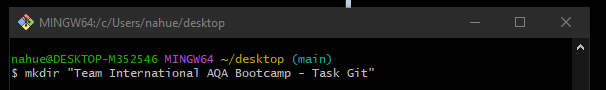 MINGW64:/c/Users/nahue/desktop
nahue@DESKTOP-M352546 MINGW64 ~/desktop (main)
$ mkdir "Team International AQA Bootcamp - Task Git"